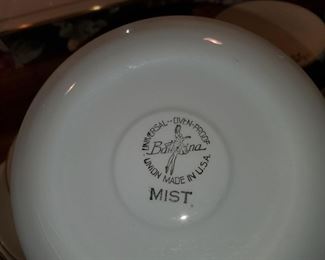 UNIVERSAL - OVEN-PROOF
Ballerina
UNION MADE IN U.S.A.
MIST